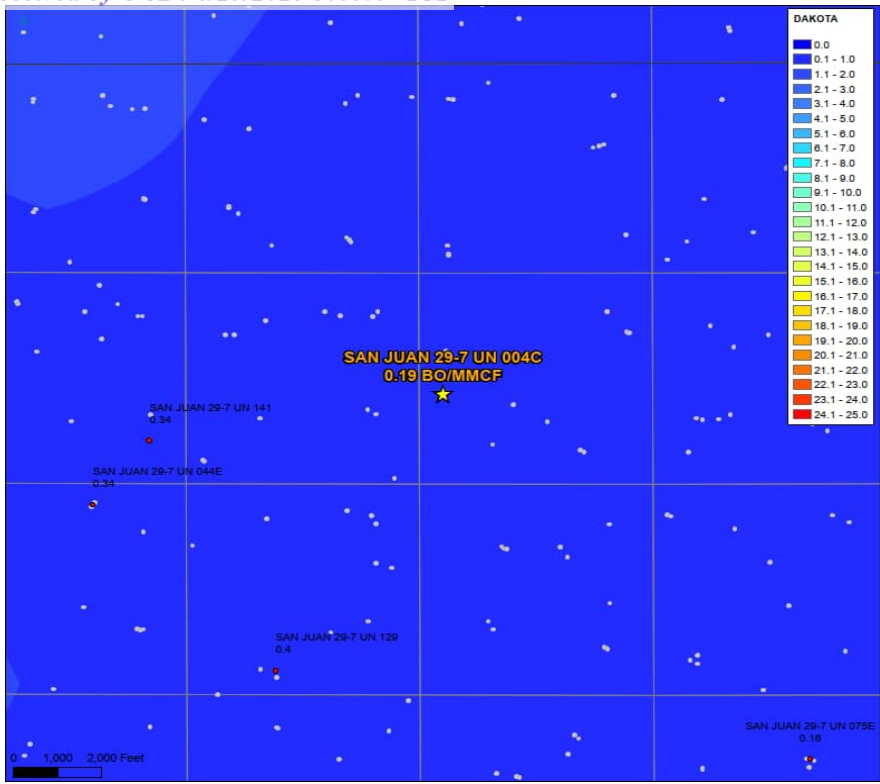 DAKOTA
0.0
0.1 - 1.0
1.1 - 2.0
2.1 - 3.0
3.1 - 4.0
4.1 - 5.0
5.1 - 6.0
6.1 - 7.0
7.1 - 8.0
8.1 - 9.0
9.1 - 10.0
10.1 - 11.0
11.1 - 12.0
12.1 - 13.0
13.1 - 14.0
14.1 - 15.0
15.1 - 16.0
16.1 - 17.0
17.1 - 18.0
18.1 - 19.0
19.1 - 20.0
20.1 - 21.0
21.1 - 22.0
22.1 - 23.0
23.1 - 24.0
24.1 - 25.0
SAN JUAN 29-7 UN 004C
0.19 BO/MMCF
SAN JUAN 29-7 UN 141
0.34
SAN JUAN 29-7 UN 044E
0.34
SAN JUAN 29-7 UN 129
0.4
SAN JUAN 29-7 UN 075E
0.16
0 1,000 2,000 Feet